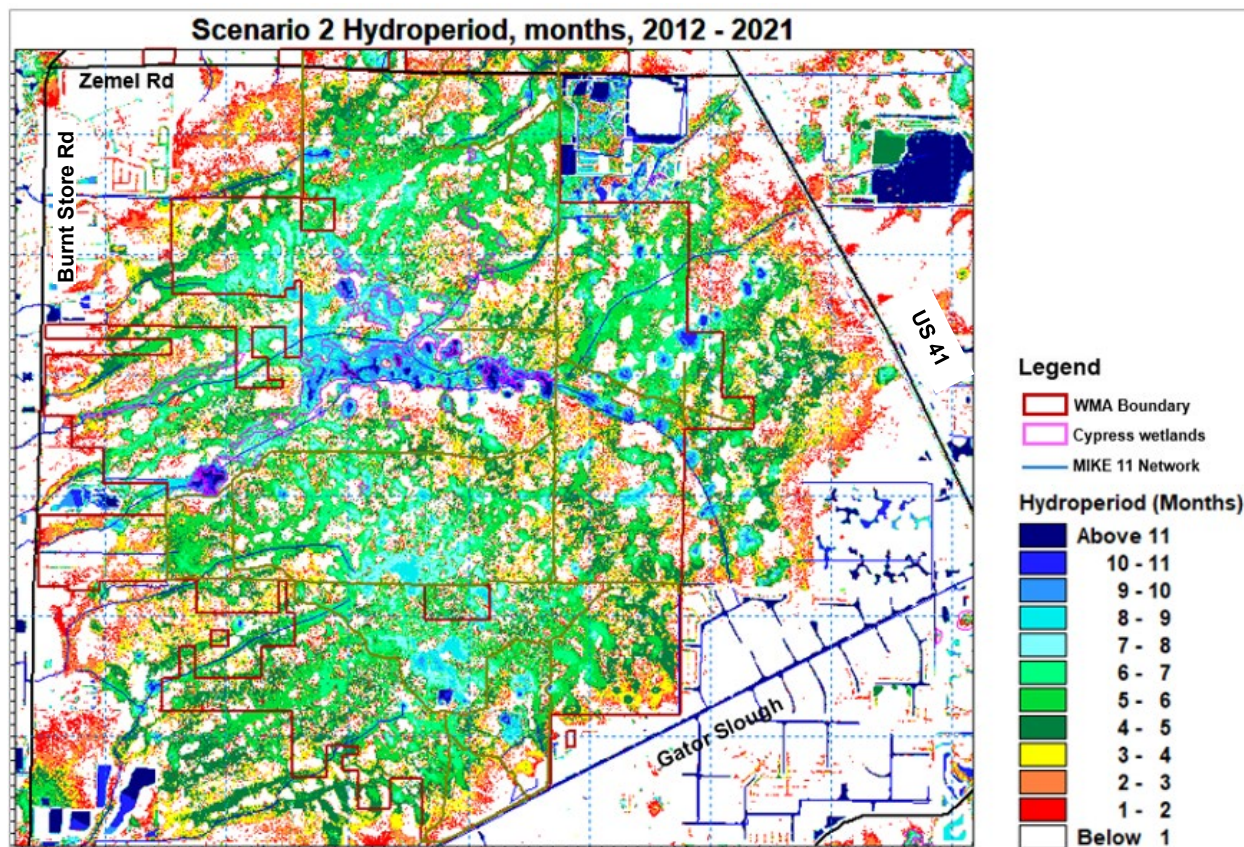 Scenario 2 Hydroperiod, months, 2012 - 2021
Zemel Rd
Burnt Store Rd
US 41
Gator Slough
Legend
WMA Boundary
Cypress wetlands
MIKE 11 Network
Hydroperiod (Months)
Above 11
10 - 11
9 - 10
8 - 9
7 - 8
6 - 7
5 - 6
4 - 5
3 - 4
2 - 3
1 - 2
Below 1